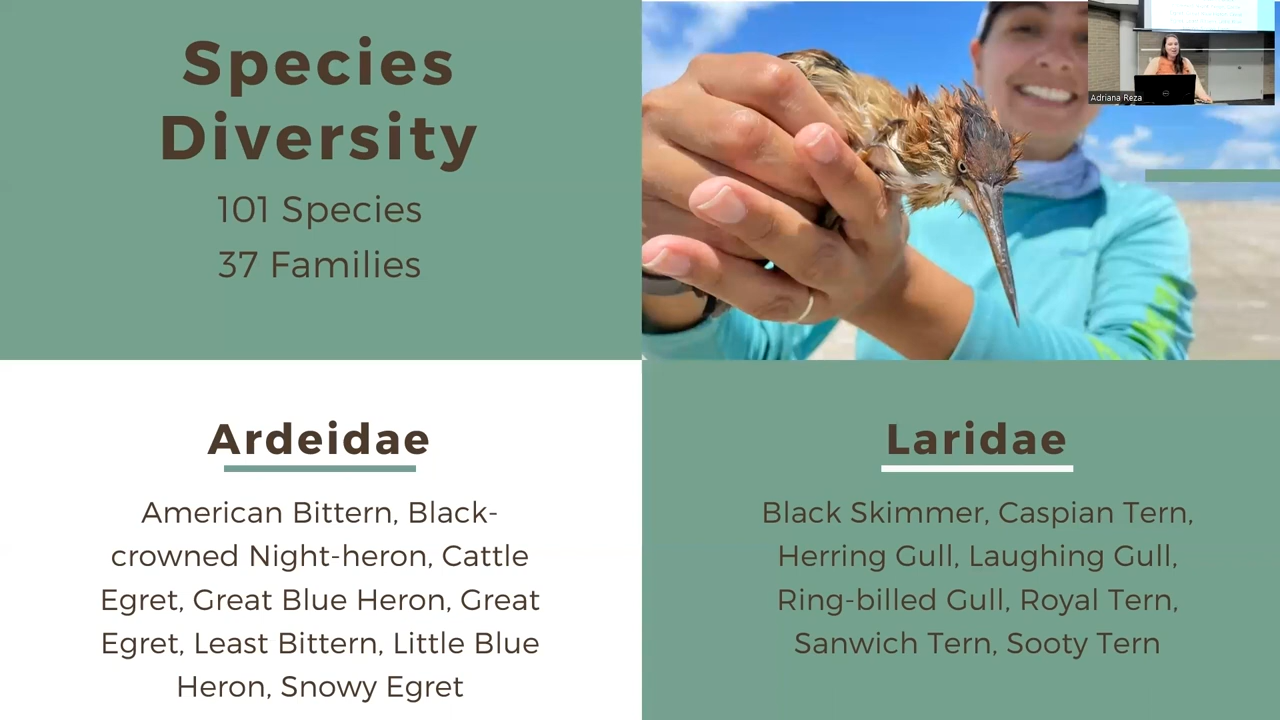 Species
Diversity
101 Species
37 Families
Adriana Reza
Ardeidae
American Bittern, Black-
crowned Night-heron, Cattle
Egret, Great Blue Heron, Great
Egret, Least Bittern, Little Blue
Heron, Snowy Egret
Laridae
Black Skimmer, Caspian Tern,
Herring Gull, Laughing Gull,
Ring-billed Gull, Royal Tern,
Sanwich Tern, Sooty Tern